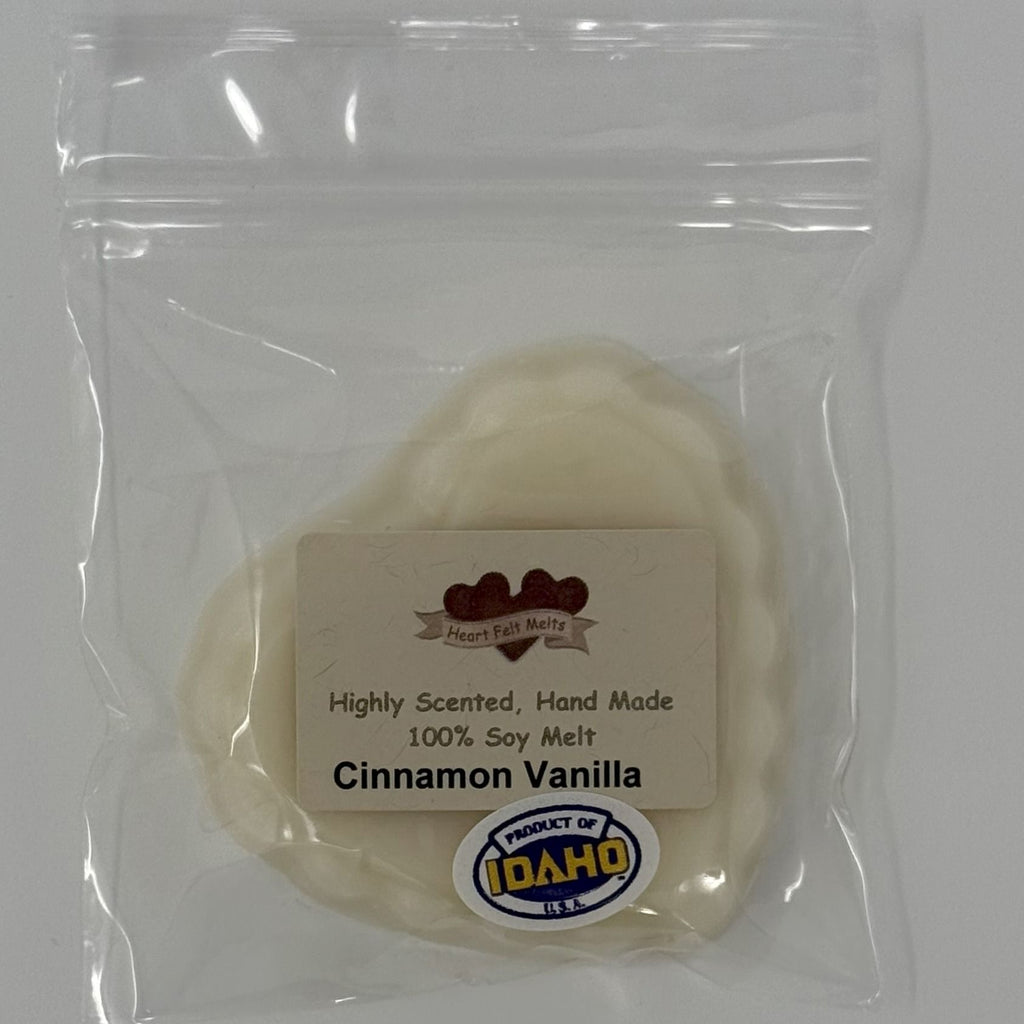 Heart Felt Melts
Highly Scented, Hand Made
100% Soy Melt
Cinnamon Vanilla
PRODUCT OF
IDAHO
U.S.A.